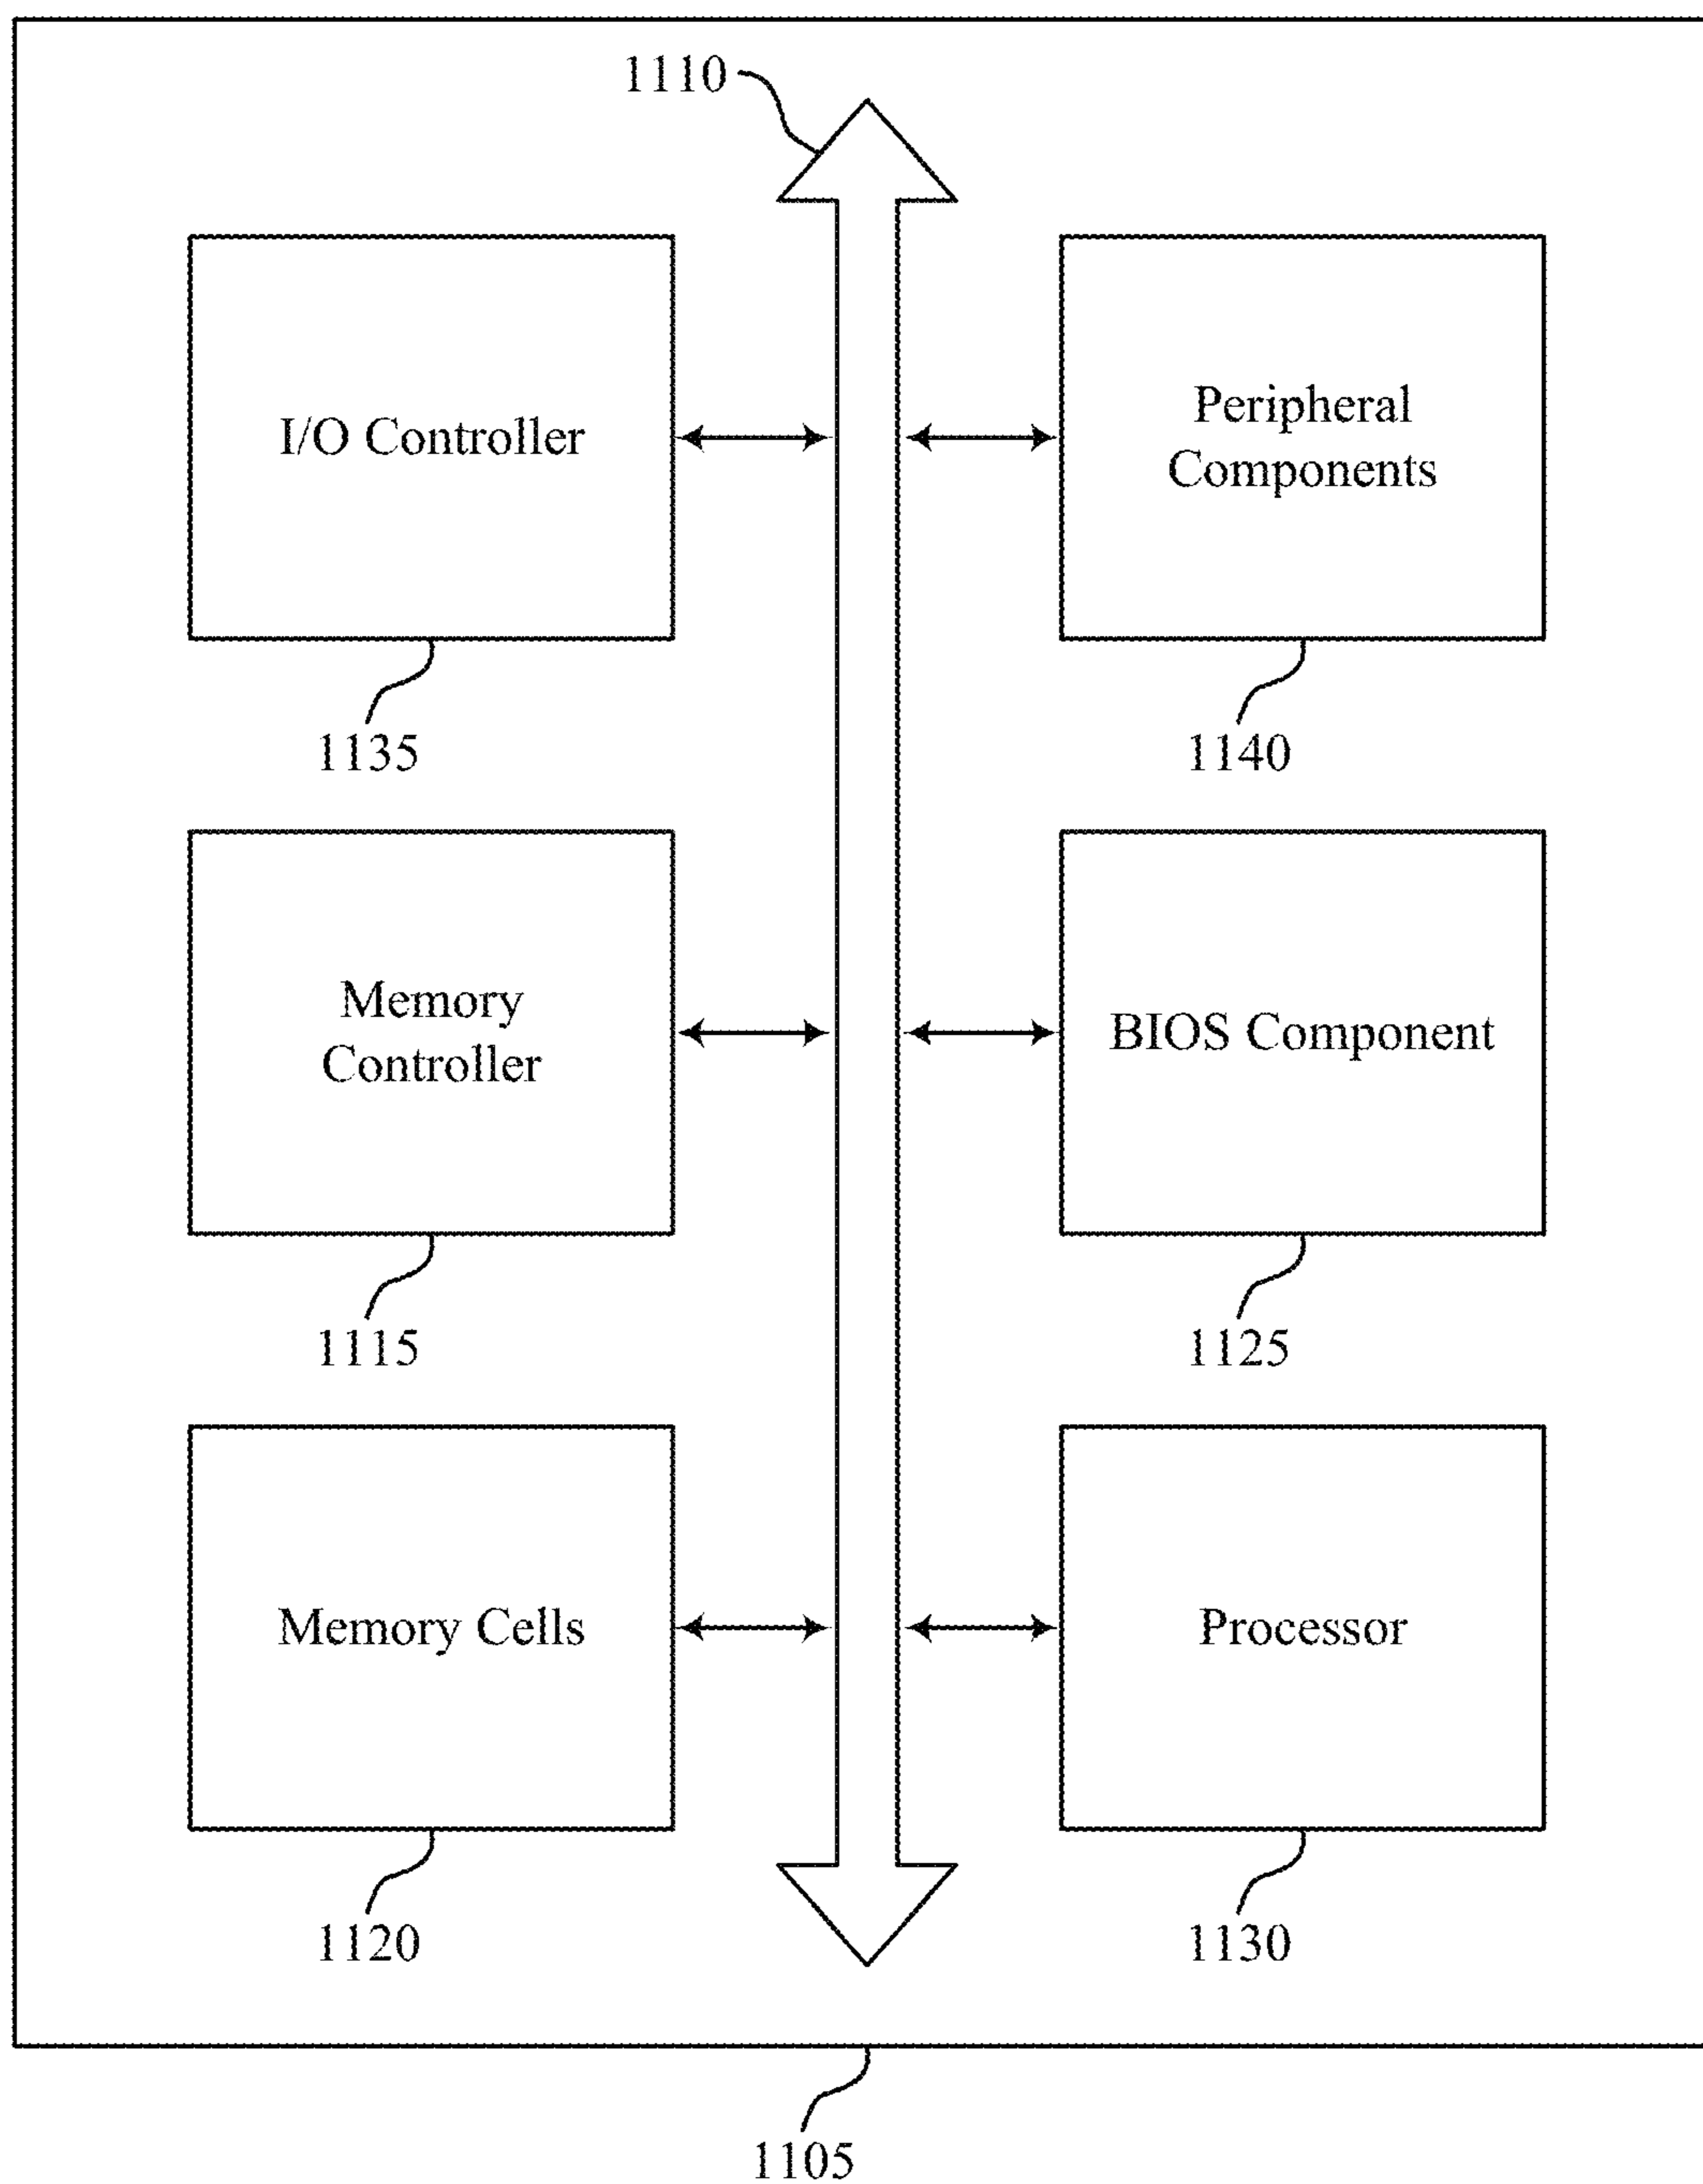 1110
I/O Controller
Peripheral
Components
1135
1140
Memory
Controller
BIOS Component
1115
1125
Memory Cells
Processor
1120
1130
1105